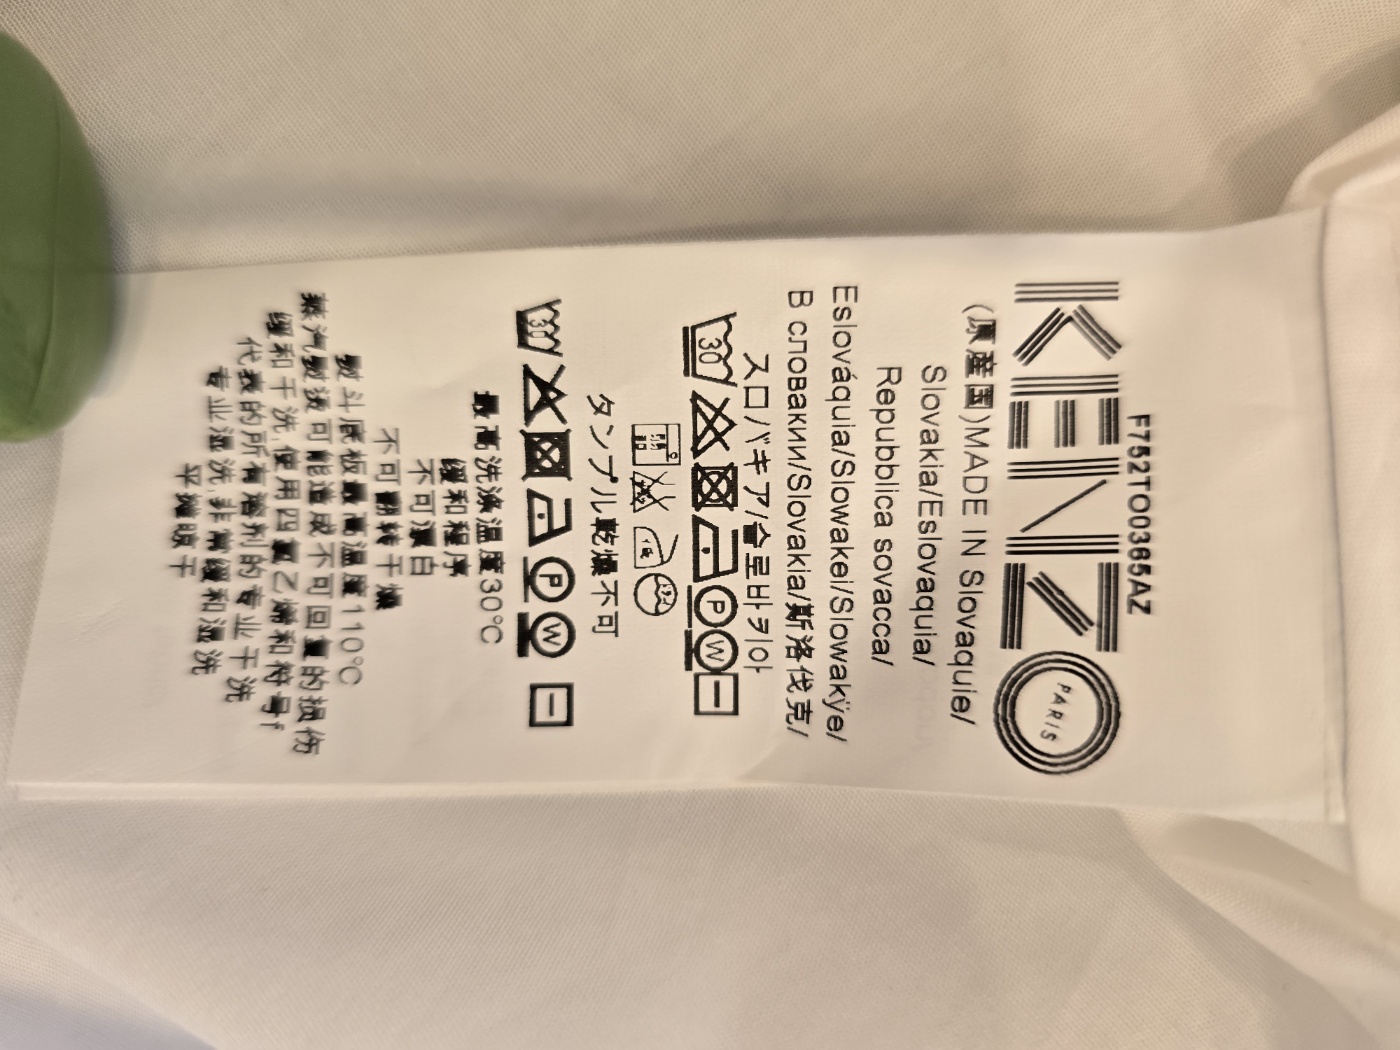 F752TO0365AZ
KENZO
PARIS
(原産国)MADE IN Slovaquie/
Slovakia/Eslovaquia/
Repubblica sovacca/
Eslováquia/Slowakei/Slowakÿe/
В словакии/Slovakia/斯洛伐克/
スロバキア/슬로바키아
30 P W
タンブル乾燥不可
30 P W
最高洗涤温度30°C
缓和程序
不可漂白
不可翻转干燥
熨斗底板最高温度110°C
蒸汽熨烫可能造成不可回复的损伤
缓和干洗,使用四氯乙烯和符号f
代表的所有溶剂的专业干洗
专业湿洗 非常缓和湿洗
平摊晾干